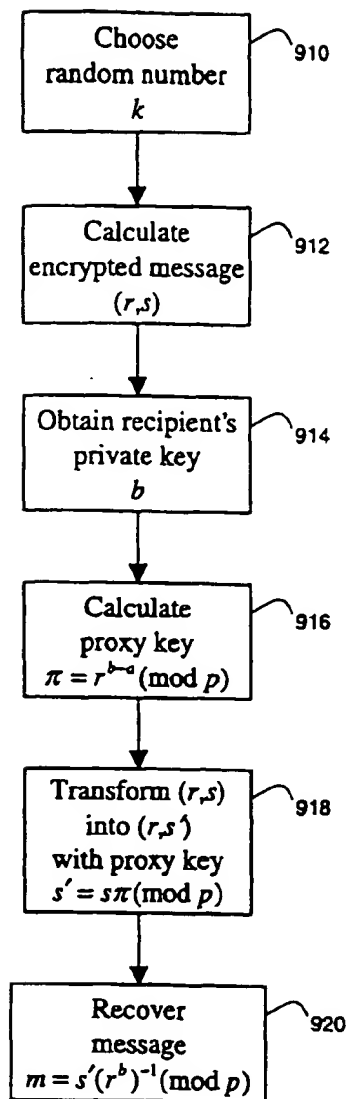 Choose
random number
k
910
Calculate
encrypted message
(r,s)
912
Obtain recipient's
private key
b
914
Calculate
proxy key
π = r^{b-a} (mod p)
916
Transform (r,s)
into (r,s')
with proxy key
s' = sπ(mod p)
918
Recover
message
m = s'(r^b)^{-1} (mod p)
920